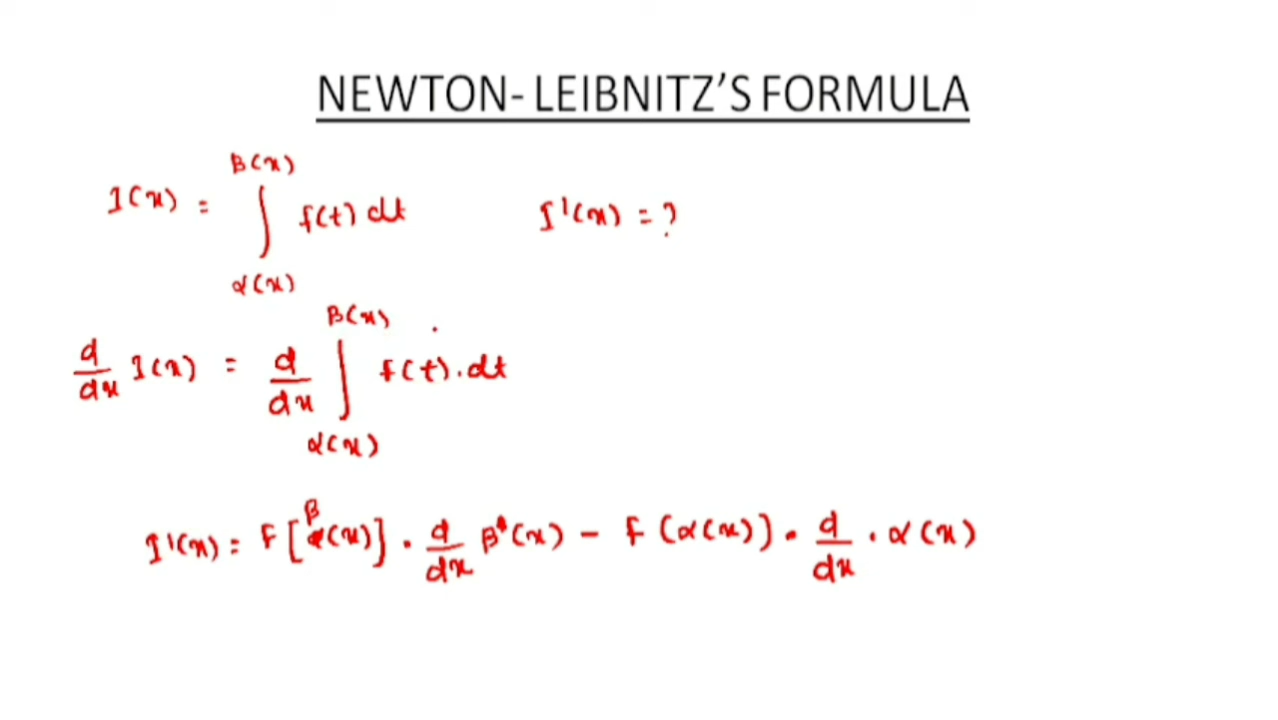 NEWTON- LEIBNITZ'S FORMULA
I(x) = ∫_{α(x)}^{β(x)} f(t) dt    I'(x) = ?
d/dx I(x) = d/dx ∫_{α(x)}^{β(x)} f(t) . dt
I'(x) = f[β(x)] . d/dx β(x) - f(α(x)] . d/dx . α(x)